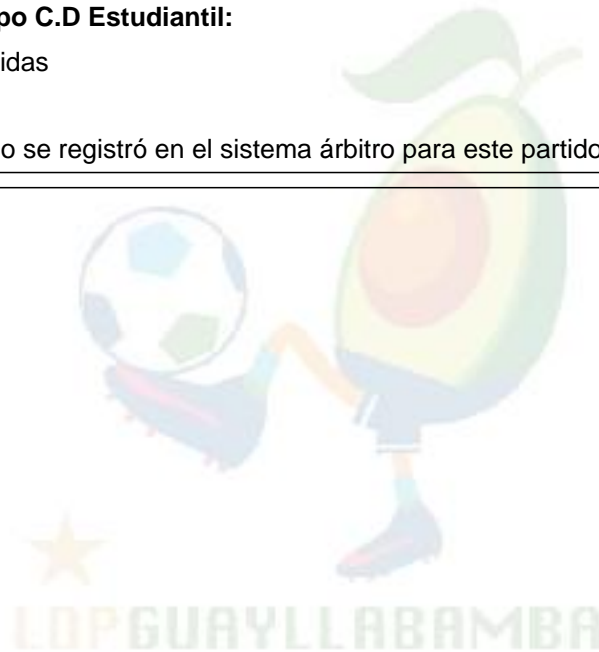 po C.D Estudiantil:
idas
o se registró en el sistema árbitro para este partido
LDPGUAYLLABAMBA